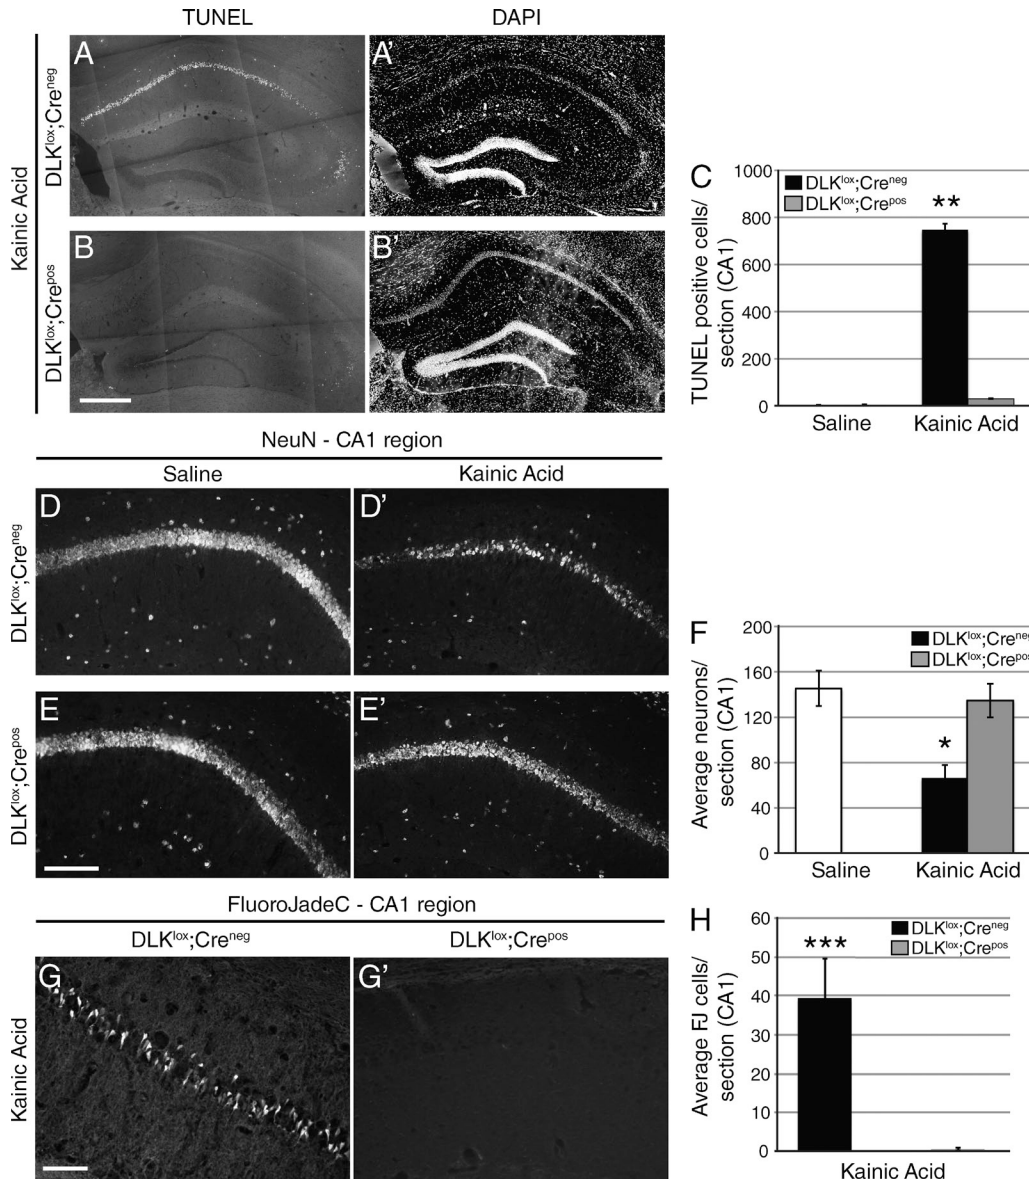 TUNEL
DAPI
Kainic Acid
DLKlox;Creneg
A
A'
DLKlox;Crepos
B
B'
C
DLKlox;Creneg
DLKlox;Crepos
**
TUNEL positive cells/
section (CA1)
1000
800
600
400
200
0
Saline
Kainic Acid
NeuN - CA1 region
Saline
Kainic Acid
DLKlox;Creneg
D
D'
DLKlox;Crepos
E
E'
F
DLKlox;Creneg
DLKlox;Crepos
*
Average neurons/
section (CA1)
200
160
120
80
40
0
Saline
Kainic Acid
FluoroJadeC - CA1 region
DLKlox;Creneg
DLKlox;Crepos
Kainic Acid
G
G'
H
DLKlox;Creneg
DLKlox;Crepos
***
Average FJ cells/
section (CA1)
60
50
40
30
20
10
0
Kainic Acid